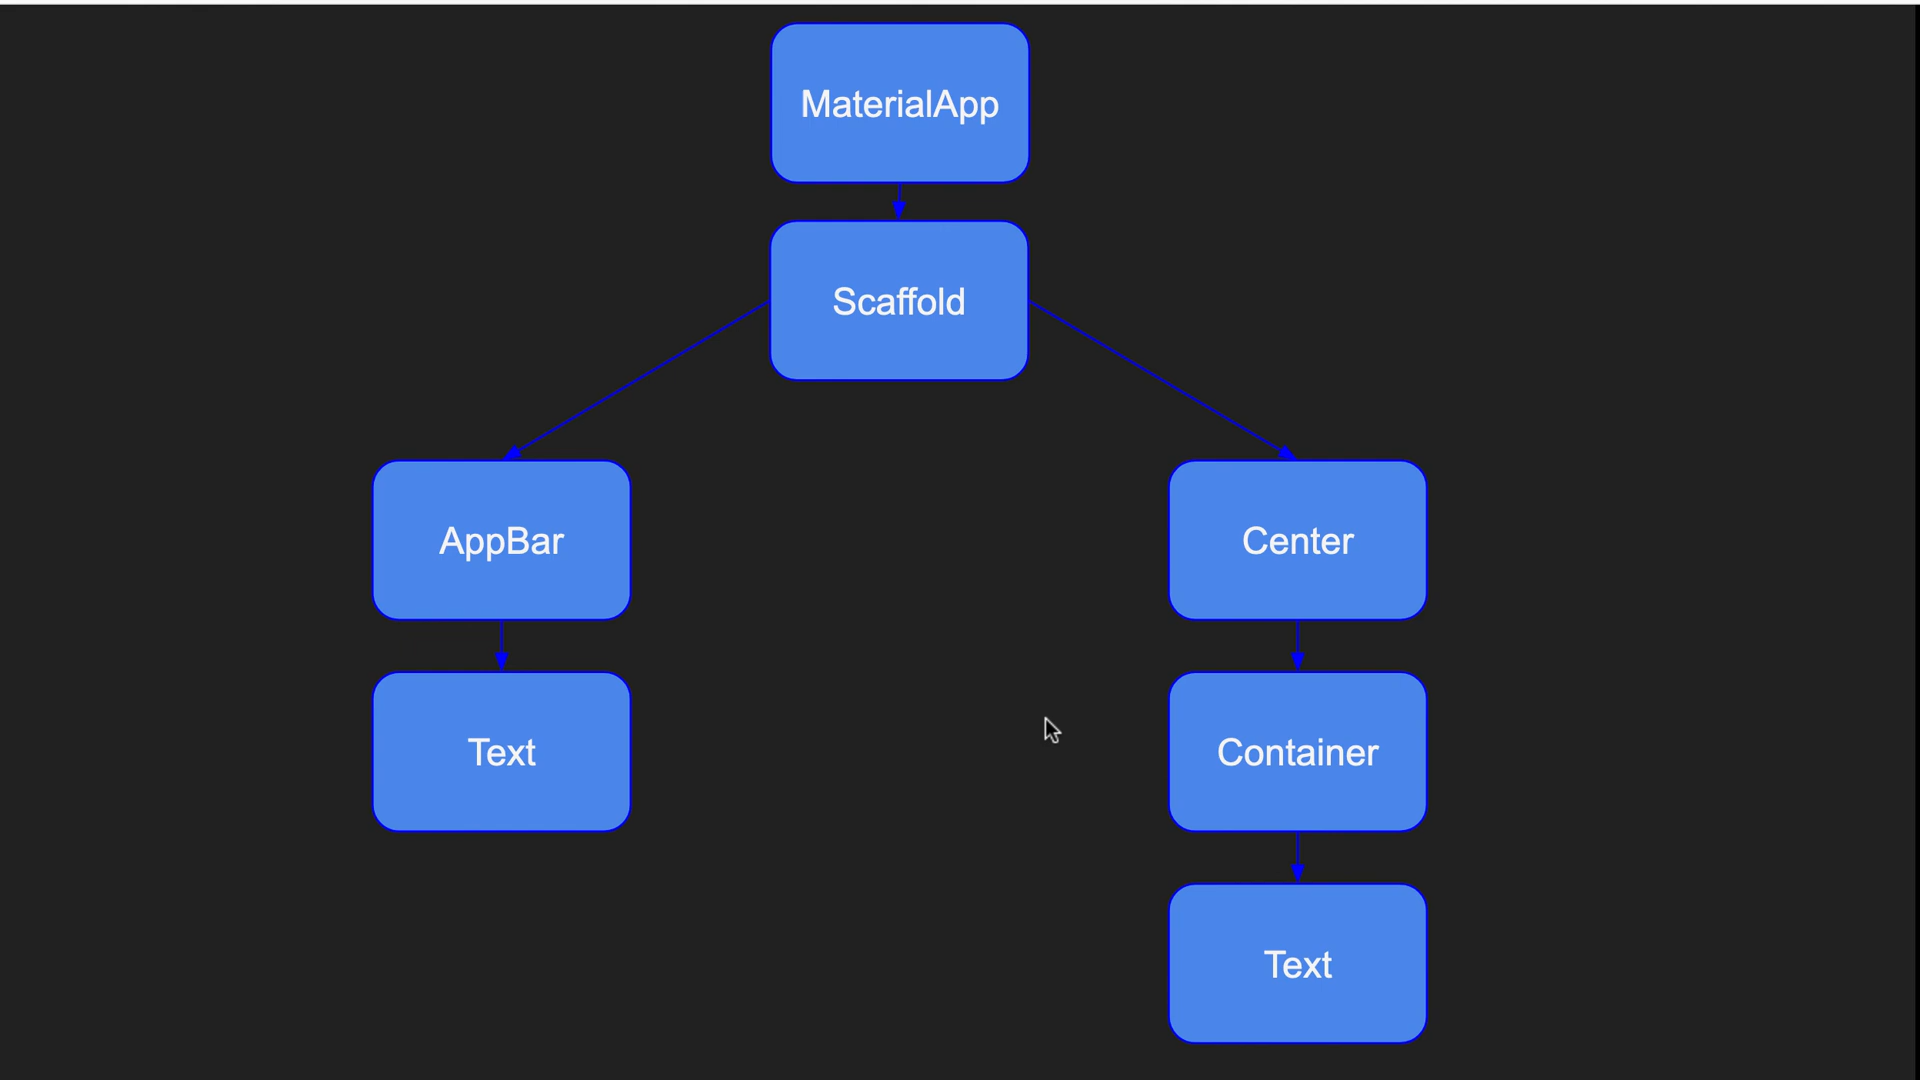 MaterialApp
Scaffold
AppBar
Center
Text
Container
Text